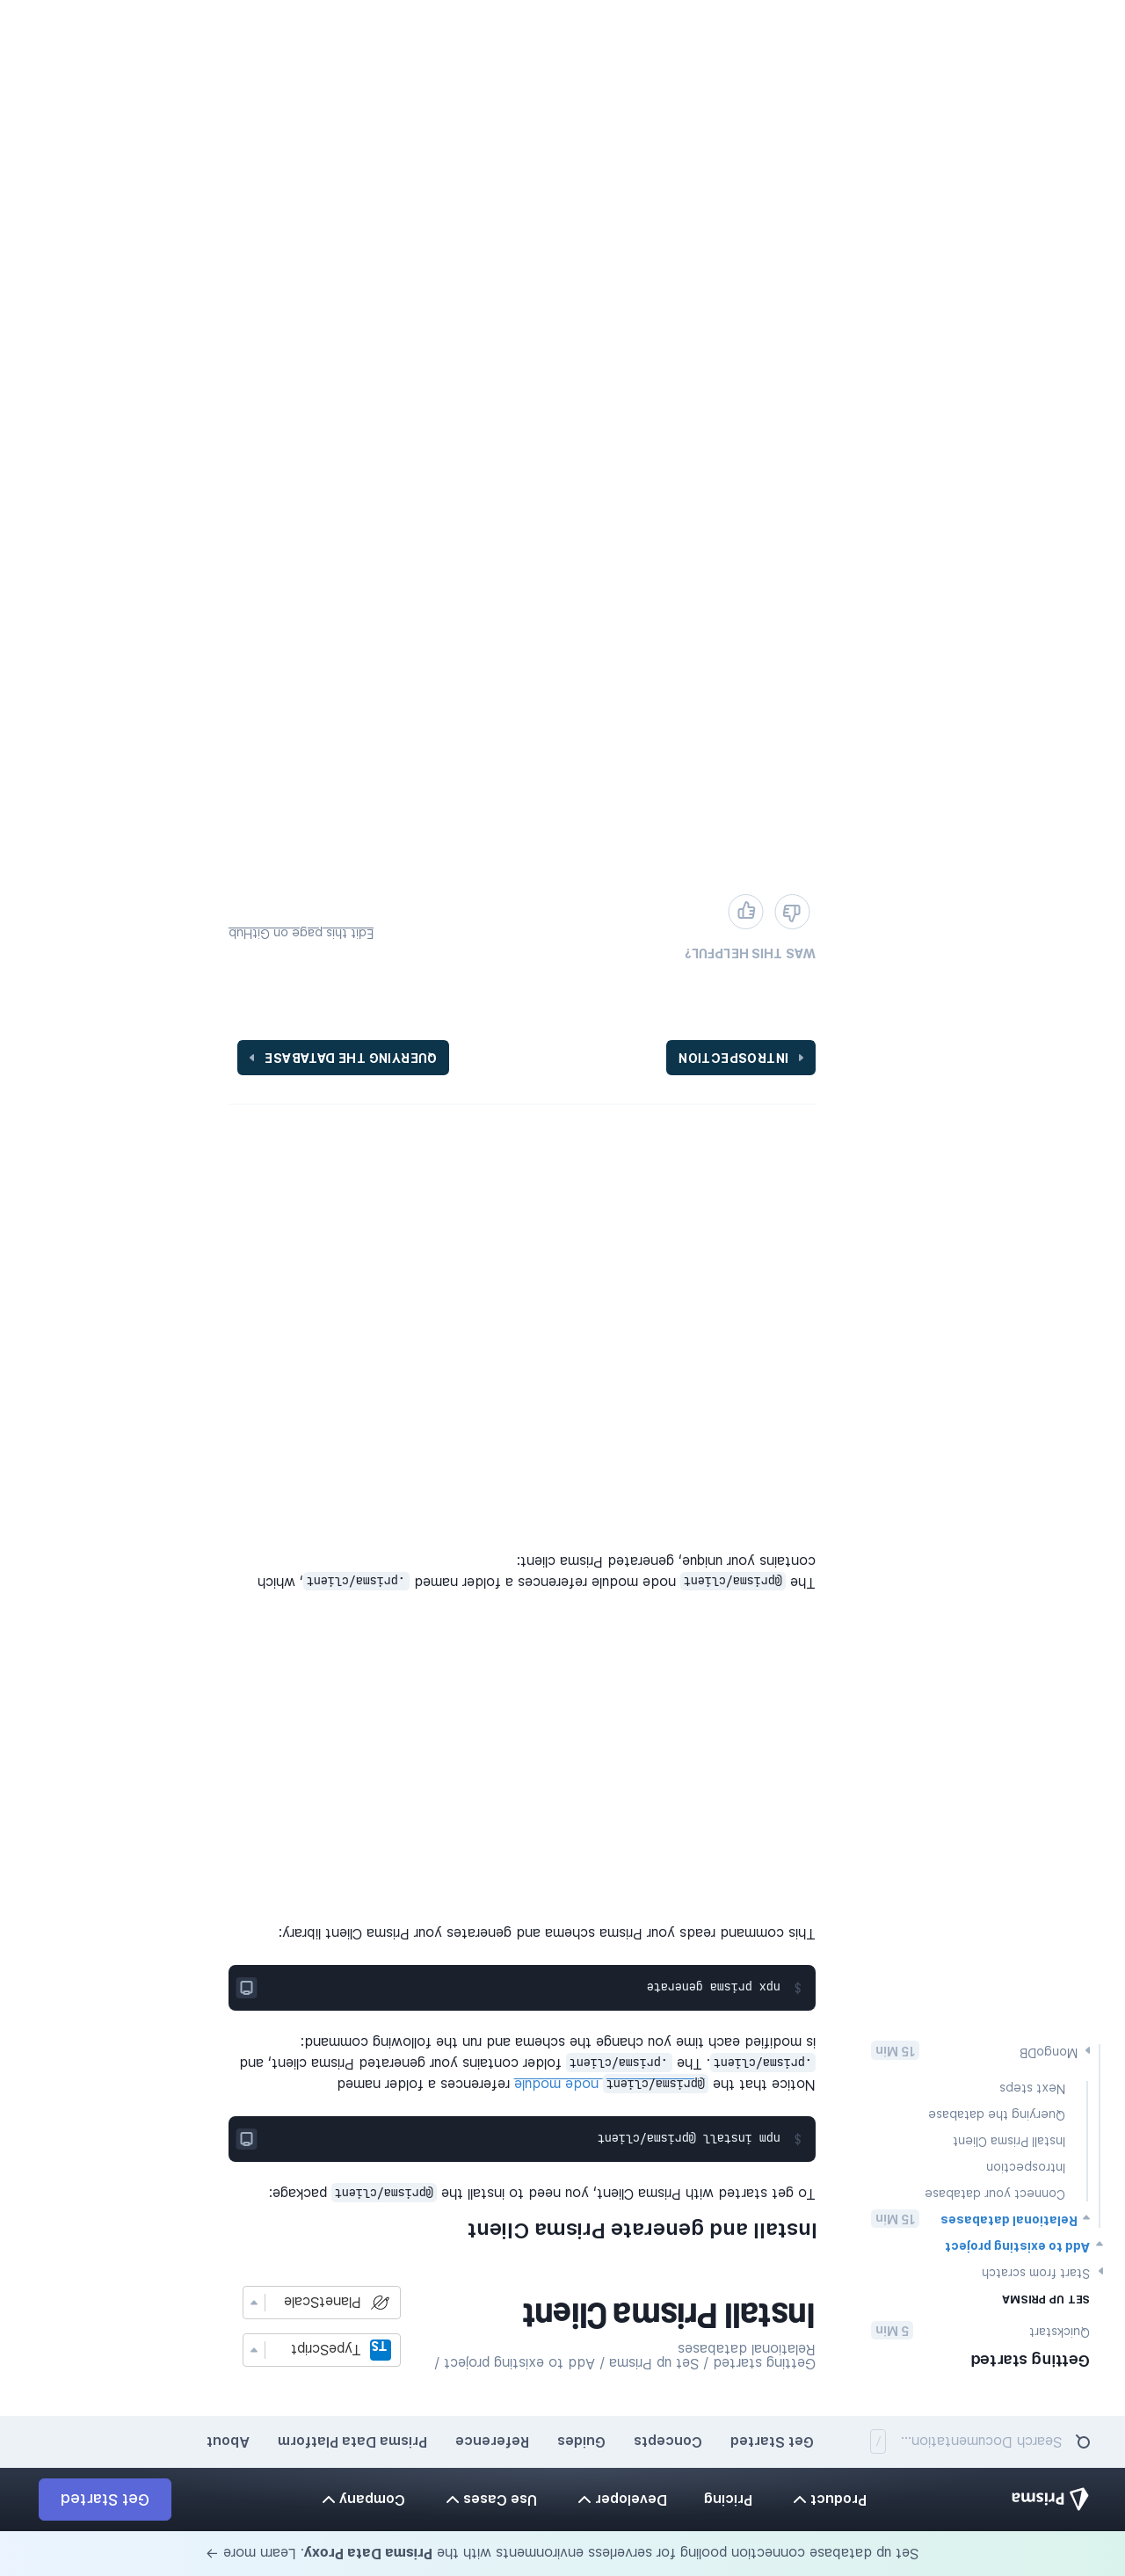 Set up database connection pooling for serverless environments with the Prisma Data Proxy. Learn more →
Prisma
Product
Pricing
Developer
Use Cases
Company
Get Started
Search Documentation...
/
Get Started
Concepts
Guides
Reference
Prisma Data Platform
About
Getting started
Quickstart
5 Min
SET UP PRISMA
Start from scratch
Add to existing project
Relational databases
15 Min
Connect your database
Introspection
Install Prisma Client
Querying the database
Next steps
MongoDB
15 Min
Getting started / Set up Prisma / Add to existing project /
Relational databases
Install Prisma Client
TS TypeScript
PlanetScale
Install and generate Prisma Client
To get started with Prisma Client, you need to install the @prisma/client package:
$ npm install @prisma/client
Notice that the @prisma/client node module references a folder named
.prisma/client. The .prisma/client folder contains your generated Prisma client, and
is modified each time you change the schema and run the following command:
$ npx prisma generate
This command reads your Prisma schema and generates your Prisma Client library:
The @prisma/client node module references a folder named .prisma/client, which
contains your unique, generated Prisma client:
INTROSPECTION
QUERYING THE DATABASE
WAS THIS HELPFUL?
Edit this page on GitHub